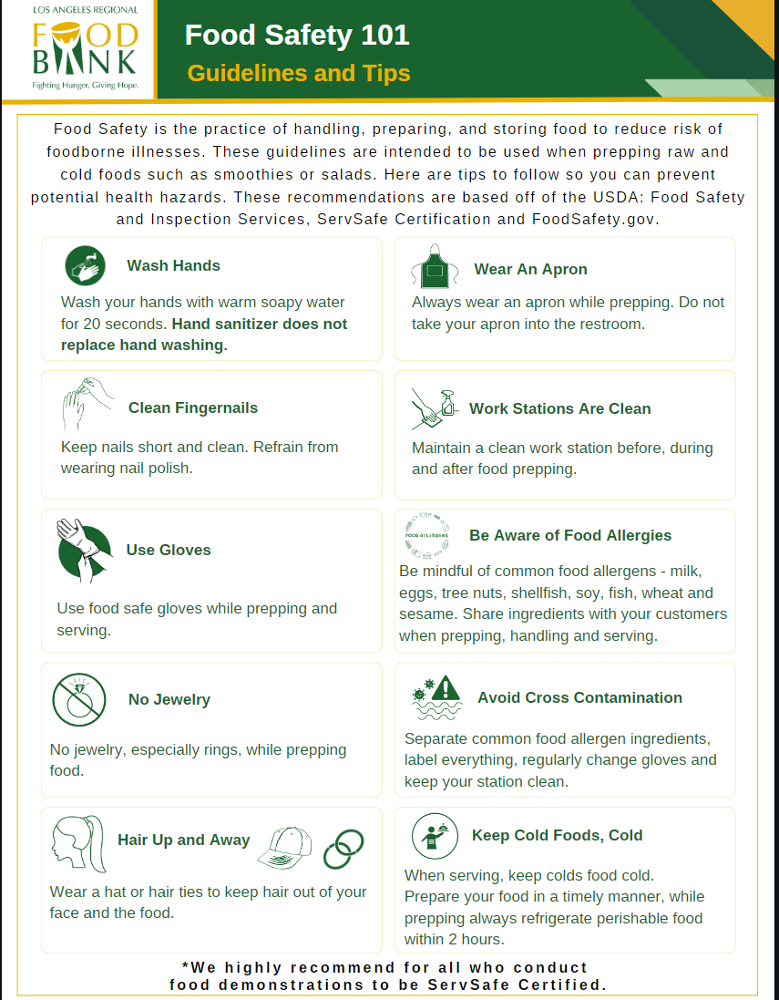 LOS ANGELES REGIONAL
FOOD
BANK
Fighting Hunger. Giving Hope.
Food Safety 101
Guidelines and Tips
Food Safety is the practice of handling, preparing, and storing food to reduce risk of
foodborne illnesses. These guidelines are intended to be used when prepping raw and
cold foods such as smoothies or salads. Here are tips to follow so you can prevent
potential health hazards. These recommendations are based off of the USDA: Food Safety
and Inspection Services, ServSafe Certification and FoodSafety.gov.
Wash Hands
Wash your hands with warm soapy water
for 20 seconds. Hand sanitizer does not
replace hand washing.
Wear An Apron
Always wear an apron while prepping. Do not
take your apron into the restroom.
Clean Fingernails
Keep nails short and clean. Refrain from
wearing nail polish.
Work Stations Are Clean
Maintain a clean work station before, during
and after food prepping.
Use Gloves
Use food safe gloves while prepping and
serving.
FOOD ALLERGENS
Be Aware of Food Allergies
Be mindful of common food allergens - milk,
eggs, tree nuts, shellfish, soy, fish, wheat and
sesame. Share ingredients with your customers
when prepping, handling and serving.
No Jewelry
No jewelry, especially rings, while prepping
food.
Avoid Cross Contamination
Separate common food allergen ingredients,
label everything, regularly change gloves and
keep your station clean.
Hair Up and Away
Wear a hat or hair ties to keep hair out of your
face and the food.
Keep Cold Foods, Cold
When serving, keep colds food cold.
Prepare your food in a timely manner, while
prepping always refrigerate perishable food
within 2 hours.
*We highly recommend for all who conduct
food demonstrations to be ServSafe Certified.